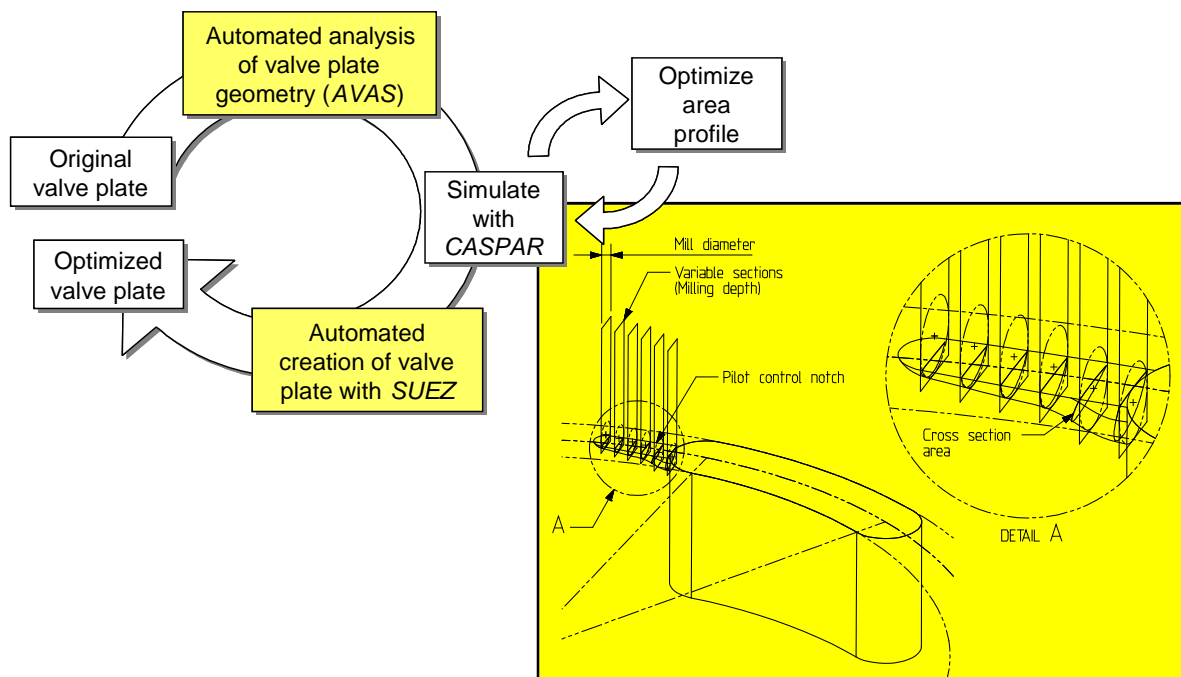 Automated analysis
of valve plate
geometry (AVAS)
Optimize
area
profile
Original
valve plate
Simulate
with
CASPAR
Optimized
valve plate
Automated
creation of valve
plate with SUEZ
Mill diameter
Variable sections
(Milling depth)
Pilot control notch
A
Cross section
area
DETAIL A